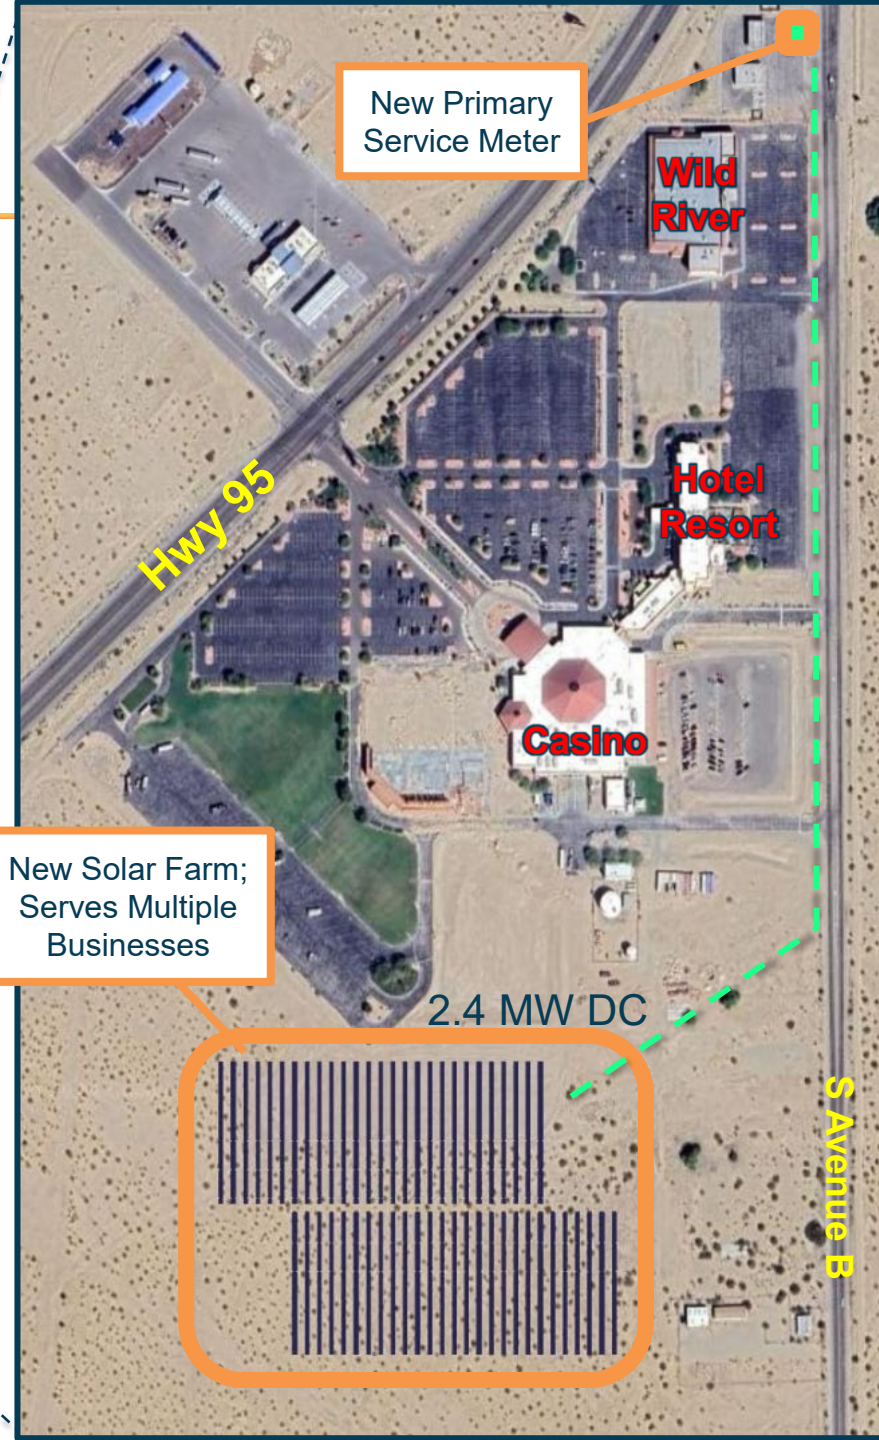 New Primary
Service Meter
Wild
River
Hotel
Resort
Hwy 95
Casino
New Solar Farm;
Serves Multiple
Businesses
2.4 MW DC
S Avenue B